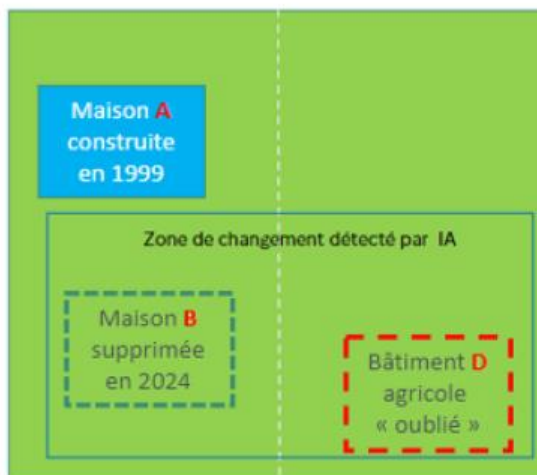 Maison A
construite
en 1999
Zone de changement détecté par IA
Maison B
supprimée
en 2024
Bâtiment D
agricole
« oublié »